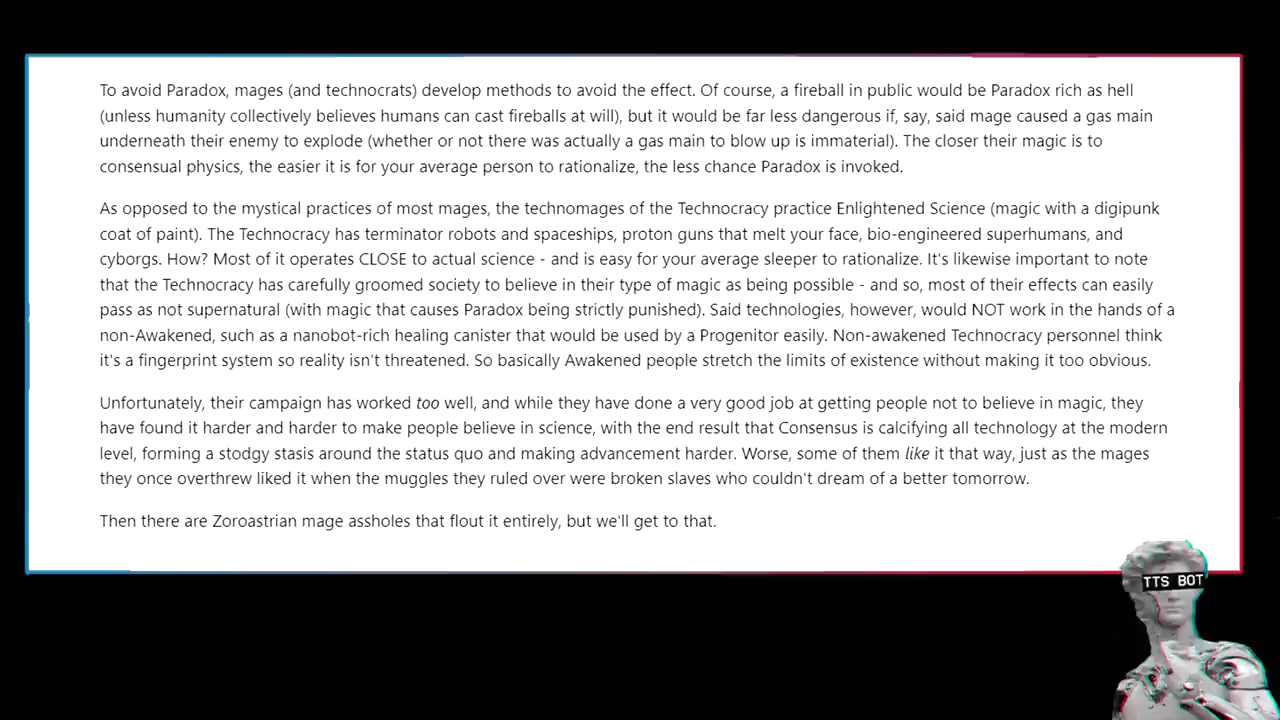 To avoid Paradox, mages (and technocrats) develop methods to avoid the effect. Of course, a fireball in public would be Paradox rich as hell
(unless humanity collectively believes humans can cast fireballs at will), but it would be far less dangerous if, say, said mage caused a gas main
underneath their enemy to explode (whether or not there was actually a gas main to blow up is immaterial). The closer their magic is to
consensual physics, the easier it is for your average person to rationalize, the less chance Paradox is invoked.
As opposed to the mystical practices of most mages, the technomages of the Technocracy practice Enlightened Science (magic with a digipunk
coat of paint). The Technocracy has terminator robots and spaceships, proton guns that melt your face, bio-engineered superhumans, and
cyborgs. How? Most of it operates CLOSE to actual science - and is easy for your average sleeper to rationalize. It's likewise important to note
that the Technocracy has carefully groomed society to believe in their type of magic as being possible - and so, most of their effects can easily
pass as not supernatural (with magic that causes Paradox being strictly punished). Said technologies, however, would NOT work in the hands of a
non-Awakened, such as a nanobot-rich healing canister that would be used by a Progenitor easily. Non-awakened Technocracy personnel think
it's a fingerprint system so reality isn't threatened. So basically Awakened people stretch the limits of existence without making it too obvious.
Unfortunately, their campaign has worked too well, and while they have done a very good job at getting people not to believe in magic, they
have found it harder and harder to make people believe in science, with the end result that Consensus is calcifying all technology at the modern
level, forming a stodgy stasis around the status quo and making advancement harder. Worse, some of them like it that way, just as the mages
they once overthrew liked it when the muggles they ruled over were broken slaves who couldn't dream of a better tomorrow.
Then there are Zoroastrian mage assholes that flout it entirely, but we'll get to that.
TTS BOT